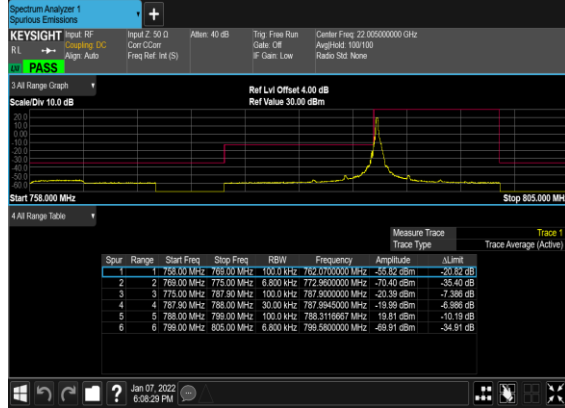 Spectrum Analyzer 1
Spurious Emissions
KEYSIGHT Input: RF Input Z: 50 Ω Atten: 40 dB Trig: Free Run Center Freq: 22.005000000 GHz
RL Coupling: DC Corr CCorr Gate: Off Avg|Hold: 100/100
Align: Auto Freq Ref: Int (S) IF Gain: Low Radio Std: None
PASS
3 All Range Graph Ref Lvl Offset 4.00 dB
Scale/Div 10.0 dB Ref Value 30.00 dBm
20.0
10.0
0.00
-10.0
-20.0
-30.0
-40.0
-50.0
-60.0
Start 758.000 MHz Stop 805.000 MH
4 All Range Table
Measure Trace Trace 1
Trace Type Trace Average (Active)
Spur Range Start Freq Stop Freq RBW Frequency Amplitude ΔLimit
1 1 758.00 MHz 769.00 MHz 100.0 kHz 762.0700000 MHz -55.82 dBm -20.82 dB
2 2 769.00 MHz 775.00 MHz 6.800 kHz 772.9600000 MHz -70.40 dBm -35.40 dB
3 3 775.00 MHz 787.90 MHz 100.0 kHz 787.9000000 MHz -20.39 dBm -7.386 dB
4 4 787.90 MHz 788.00 MHz 30.00 kHz 787.9945000 MHz -19.99 dBm -6.986 dB
5 5 788.00 MHz 799.00 MHz 100.0 kHz 788.3116667 MHz 19.81 dBm -10.19 dB
6 6 799.00 MHz 805.00 MHz 6.800 kHz 799.5800000 MHz -69.91 dBm -34.91 dB
Jan 07, 2022
6:08:29 PM